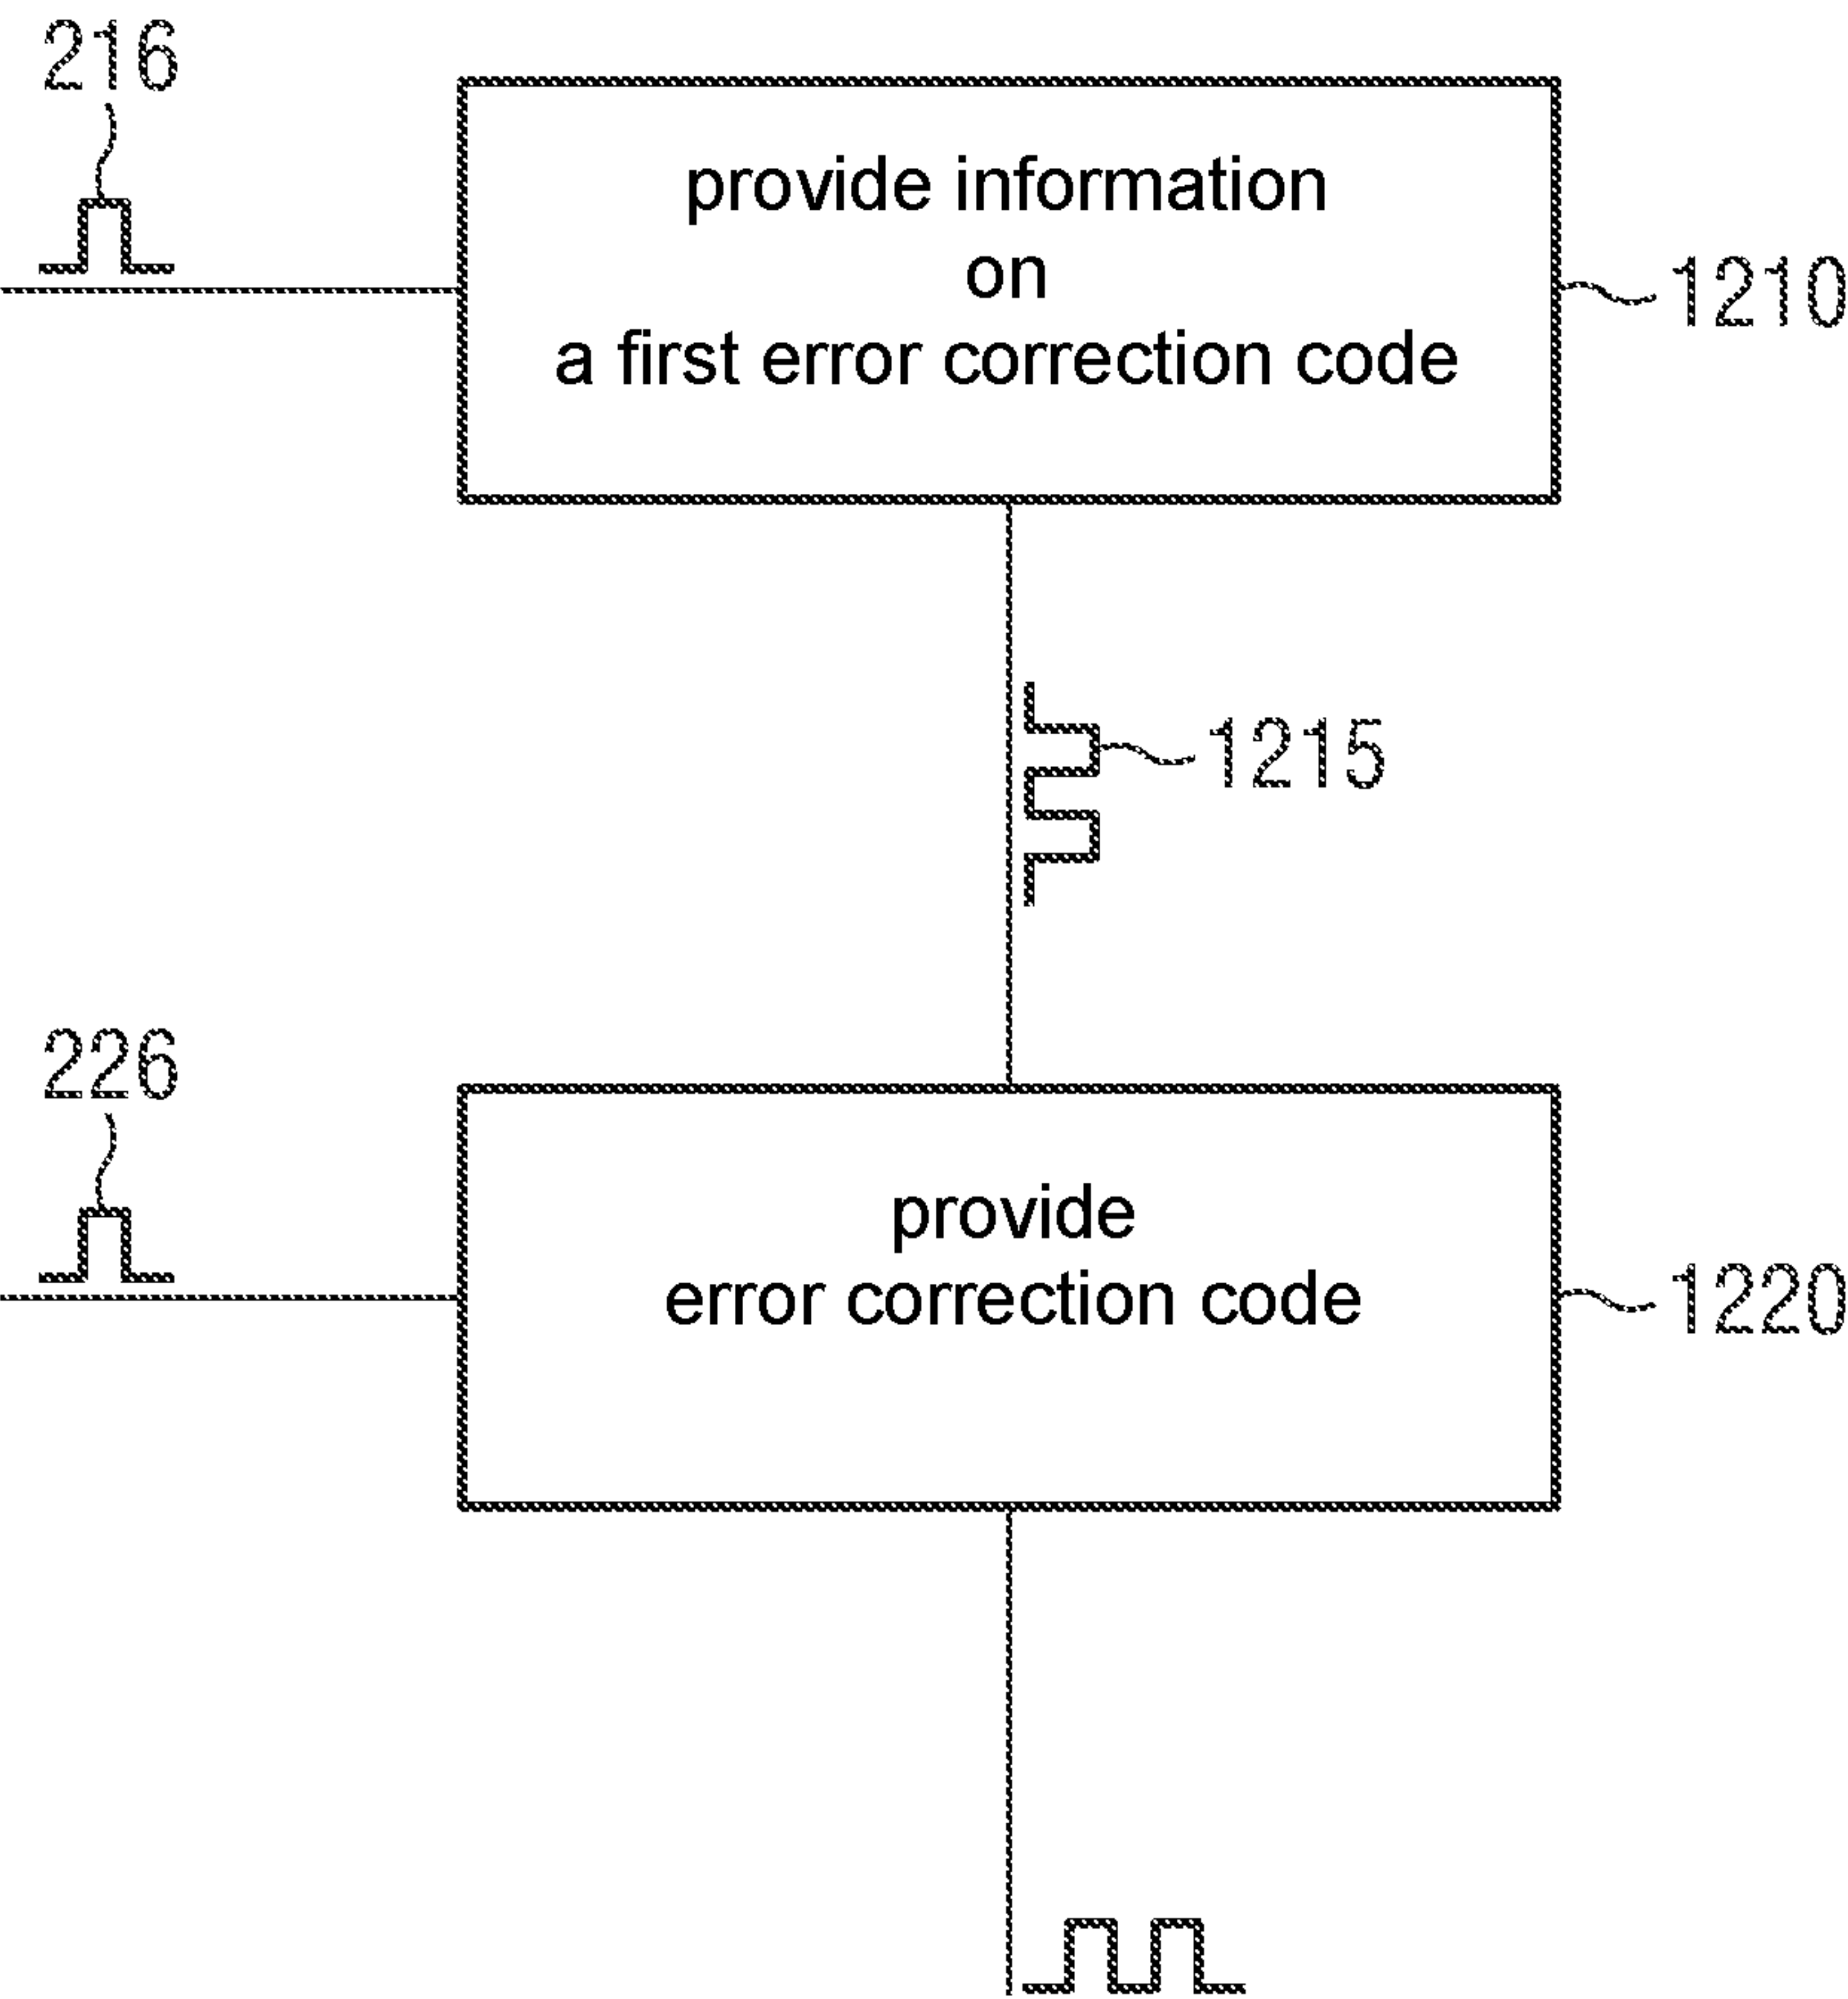 216
provide information
on
a first error correction code
1210
1215
226
provide
error correction code
1220